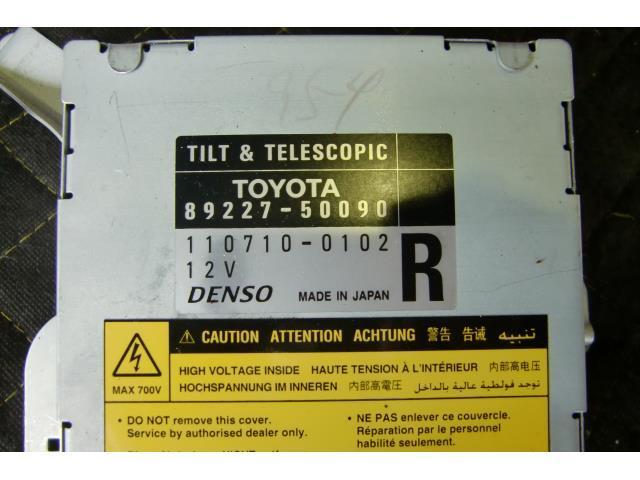 954
TILT & TELESCOPIC
TOYOTA
89227-50090
110710-0102
12V
R
DENSO MADE IN JAPAN
CAUTION ATTENTION ACHTUNG 警告 告诫 تنبيه
HIGH VOLTAGE INSIDE HAUTE TENSION À L'INTÉRIEUR 内部高电压
HOCHSPANNUNG IM INNEREN 内部高電圧 توجد فولطية عالية بالداخل
MAX 700V
• DO NOT remove this cover.
Service by authorised dealer only.
• NE PAS enlever ce couvercle.
Réparation par le personnel
habilité seulement.